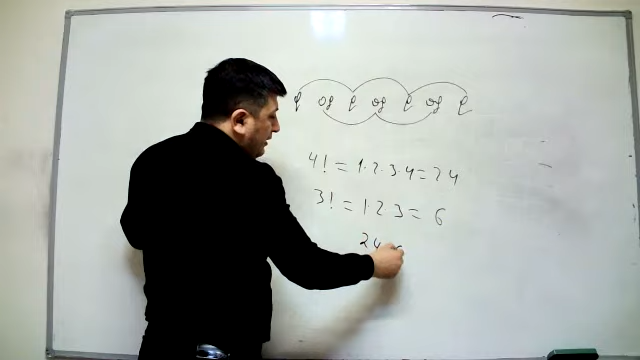 q og q og q og q
4! = 1·2·3·4 = 24
3! = 1·2·3 = 6
24